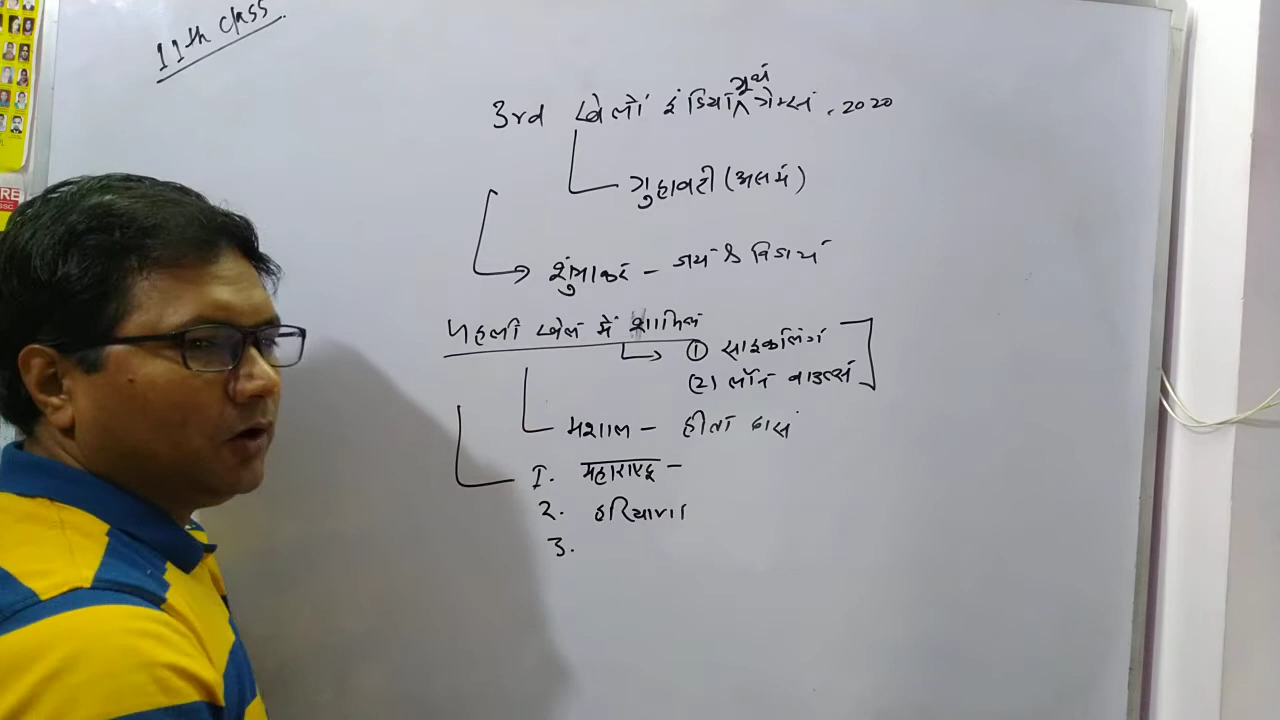 11th class
3rd खेलो इंडिया यूथ गेम्स, 2020
गुहावटी (असम)
शुंभाकर - जय & विजय
पहली खेल में शामिल
① साइकलिंग
(2) लॉन बाउल्स
मशाल - हीमा दास
1. महाराष्ट्र -
2. हरियाणा
3.